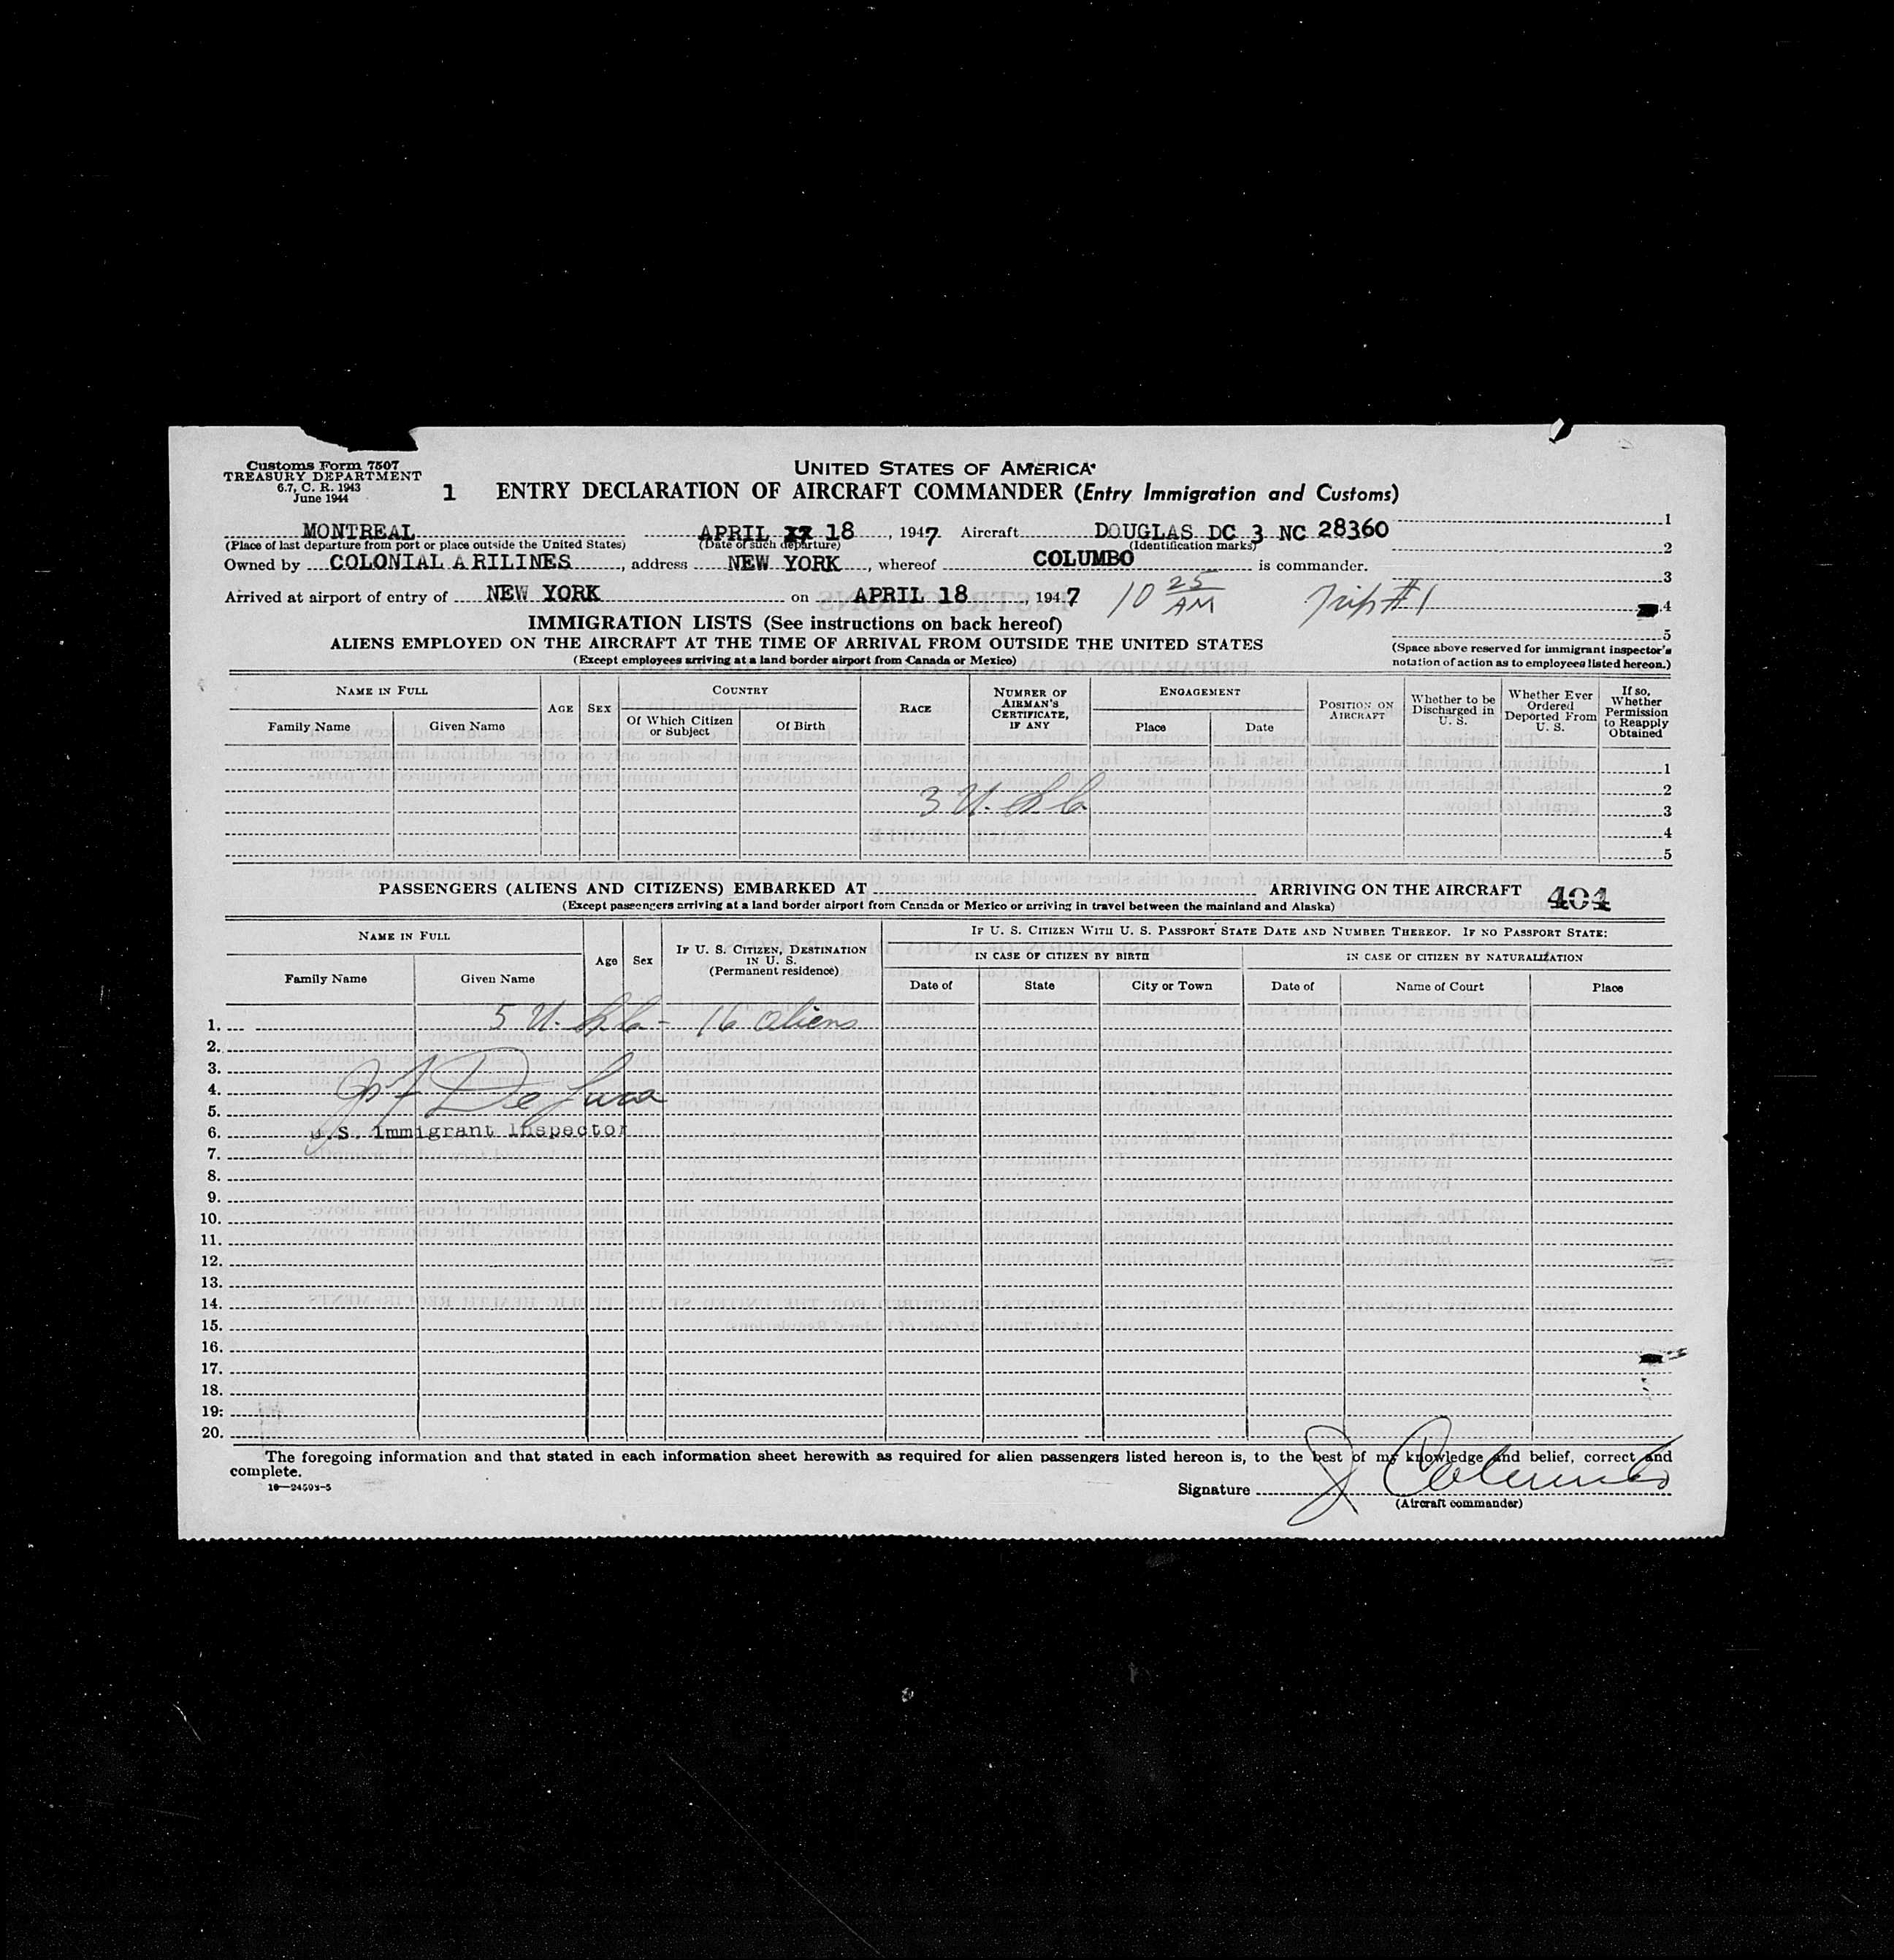 Customs Form 7507
TREASURY DEPARTMENT
6.7, C. R. 1943
June 1944
UNITED STATES OF AMERICA
1 ENTRY DECLARATION OF AIRCRAFT COMMANDER (Entry Immigration and Customs)
MONTREAL APRIL 18, 1947 Aircraft DOUGLAS DC 3 NC 28360 1
(Place of last departure from port or place outside the United States) (Date of such departure) (Identification marks) 2
Owned by COLONIAL A RILINES, address NEW YORK, whereof COLUMBO is commander.
3
Arrived at airport of entry of NEW YORK on APRIL 18, 1947 10 25 AM Trip #1 4
IMMIGRATION LISTS (See instructions on back hereof)
5
ALIENS EMPLOYED ON THE AIRCRAFT AT THE TIME OF ARRIVAL FROM OUTSIDE THE UNITED STATES
(Except employees arriving at a land border airport from Canada or Mexico)
(Space above reserved for immigrant inspector's
notation of action as to employees listed hereon.)
NAME IN FULL AGE SEX COUNTRY RACE NUMBER OF AIRMAN'S CERTIFICATE, IF ANY ENGAGEMENT POSITION ON AIRCRAFT Whether to be Discharged in U. S. Whether Ever Ordered Deported From U. S. If so, Whether Permission to Reapply Obtained
Family Name Given Name Of Which Citizen or Subject Of Birth Place Date
1
2
3 U.
3
4
5
PASSENGERS (ALIENS AND CITIZENS) EMBARKED AT ARRIVING ON THE AIRCRAFT 404
(Except passengers arriving at a land border airport from Canada or Mexico or arriving in travel between the mainland and Alaska)
NAME IN FULL Age Sex IF U. S. CITIZEN, DESTINATION IN U. S. (Permanent residence) IF U. S. CITIZEN WITH U. S. PASSPORT STATE DATE AND NUMBER THEREOF. IF NO PASSPORT STATE:
IN CASE OF CITIZEN BY BIRTH IN CASE OF CITIZEN BY NATURALIZATION
Family Name Given Name Date of State City or Town Date of Name of Court Place
1. 5 U. - 16 aliens
2.
3.
4. De Luca
5.
6. U.S. Immigrant Inspector
7.
8.
9.
10.
11.
12.
13.
14.
15.
16.
17.
18.
19.
20.
The foregoing information and that stated in each information sheet herewith as required for alien passengers listed hereon is, to the best of my knowledge and belief, correct and
complete.
16—24593-5
Signature J Columbo
(Aircraft commander)